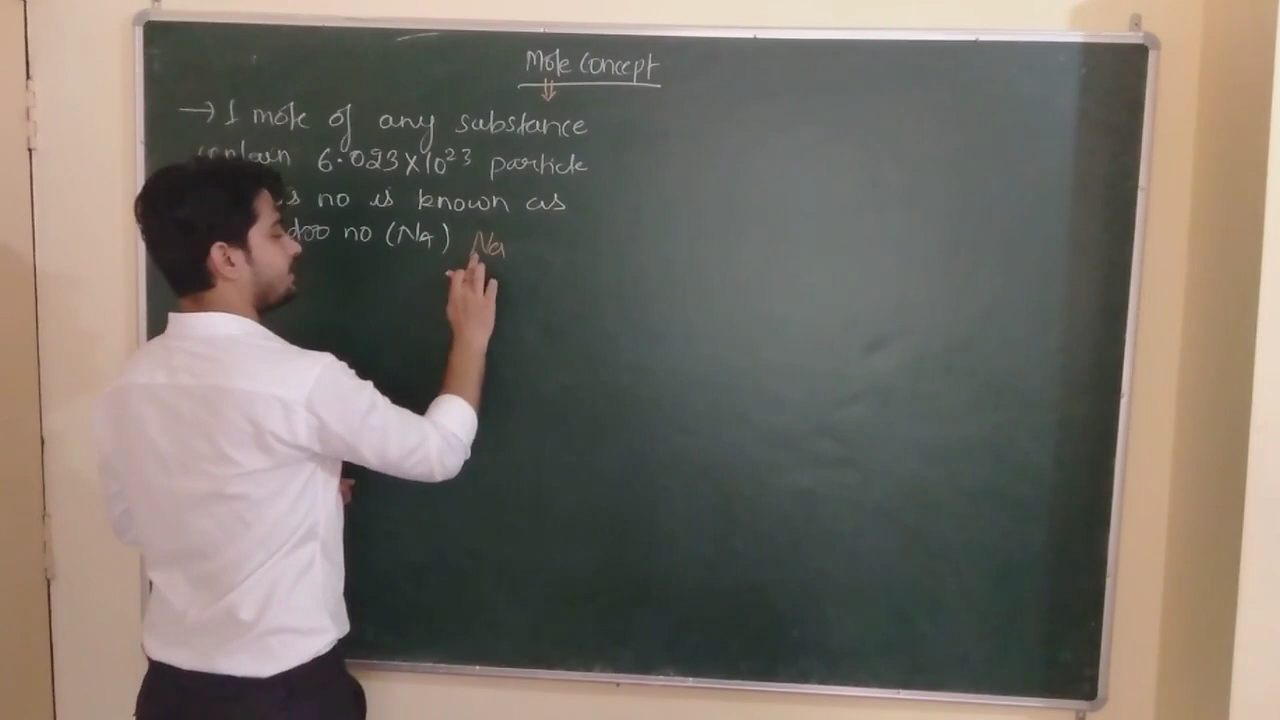 Mole Concept
→ 1 mole of any substance
contain 6.023×10²³ particle
no is known as
no (NA) Na